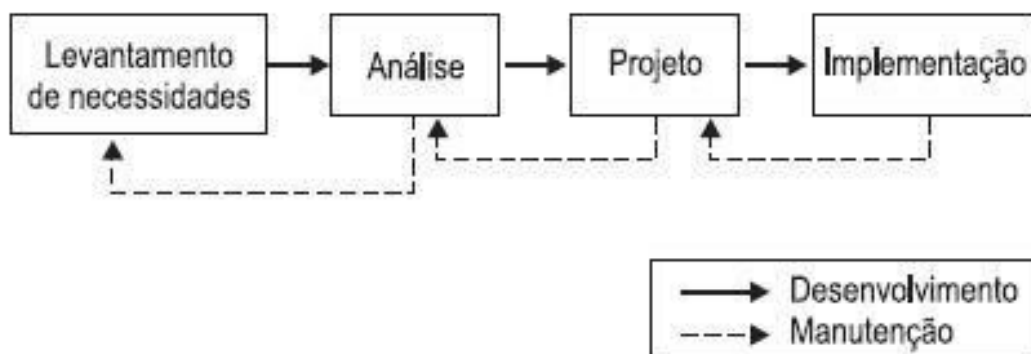 Levantamento
de necessidades
Análise
Projeto
Implementação
Desenvolvimento
Manutenção